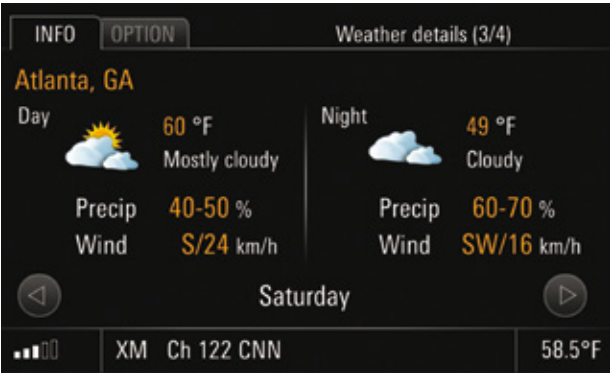 INFO OPTION Weather details (3/4)
Atlanta, GA
Day 60 °F Night 49 °F
Mostly cloudy Cloudy
Precip 40-50 % Precip 60-70 %
Wind S/24 km/h Wind SW/16 km/h
Saturday
XM Ch 122 CNN 58.5°F